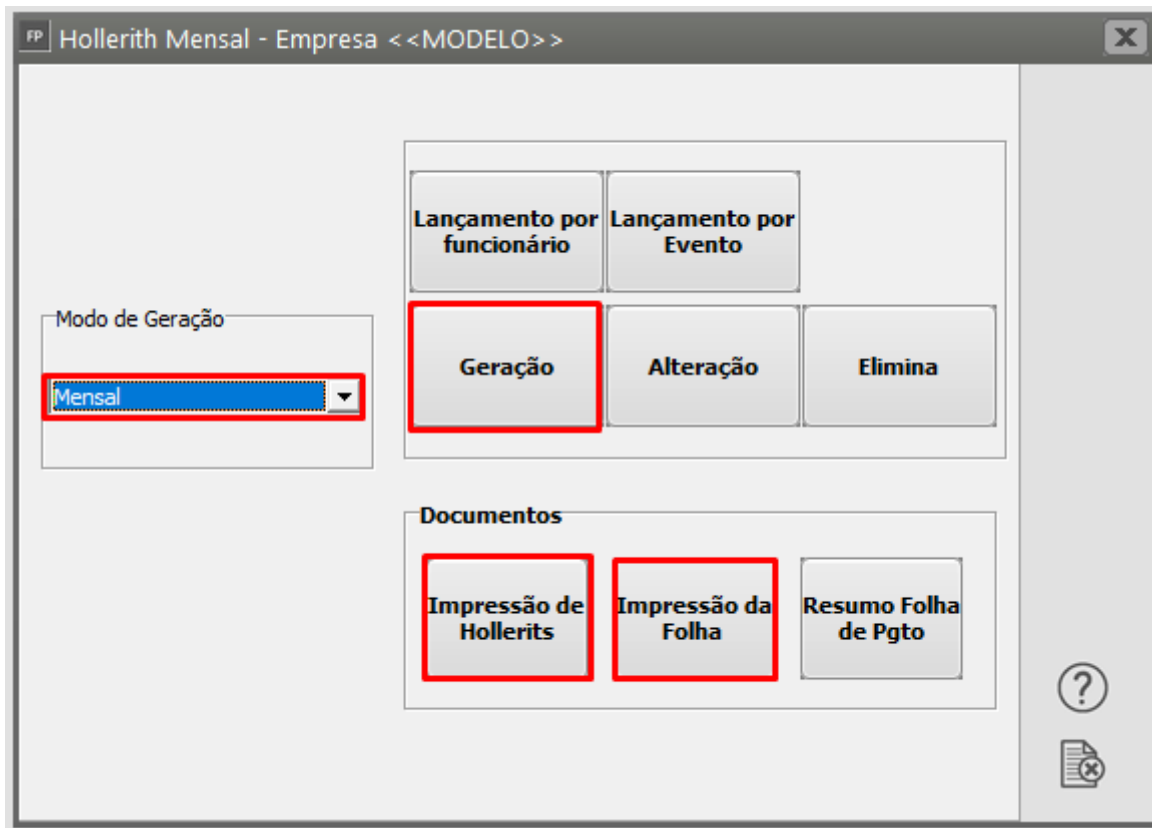 FP Hollerith Mensal - Empresa <<MODELO>>
Lançamento por
funcionário
Lançamento por
Evento
Modo de Geração
Mensal
Geração
Alteração
Elimina
Documentos
Impressão de
Hollerits
Impressão da
Folha
Resumo Folha
de Pgto
?